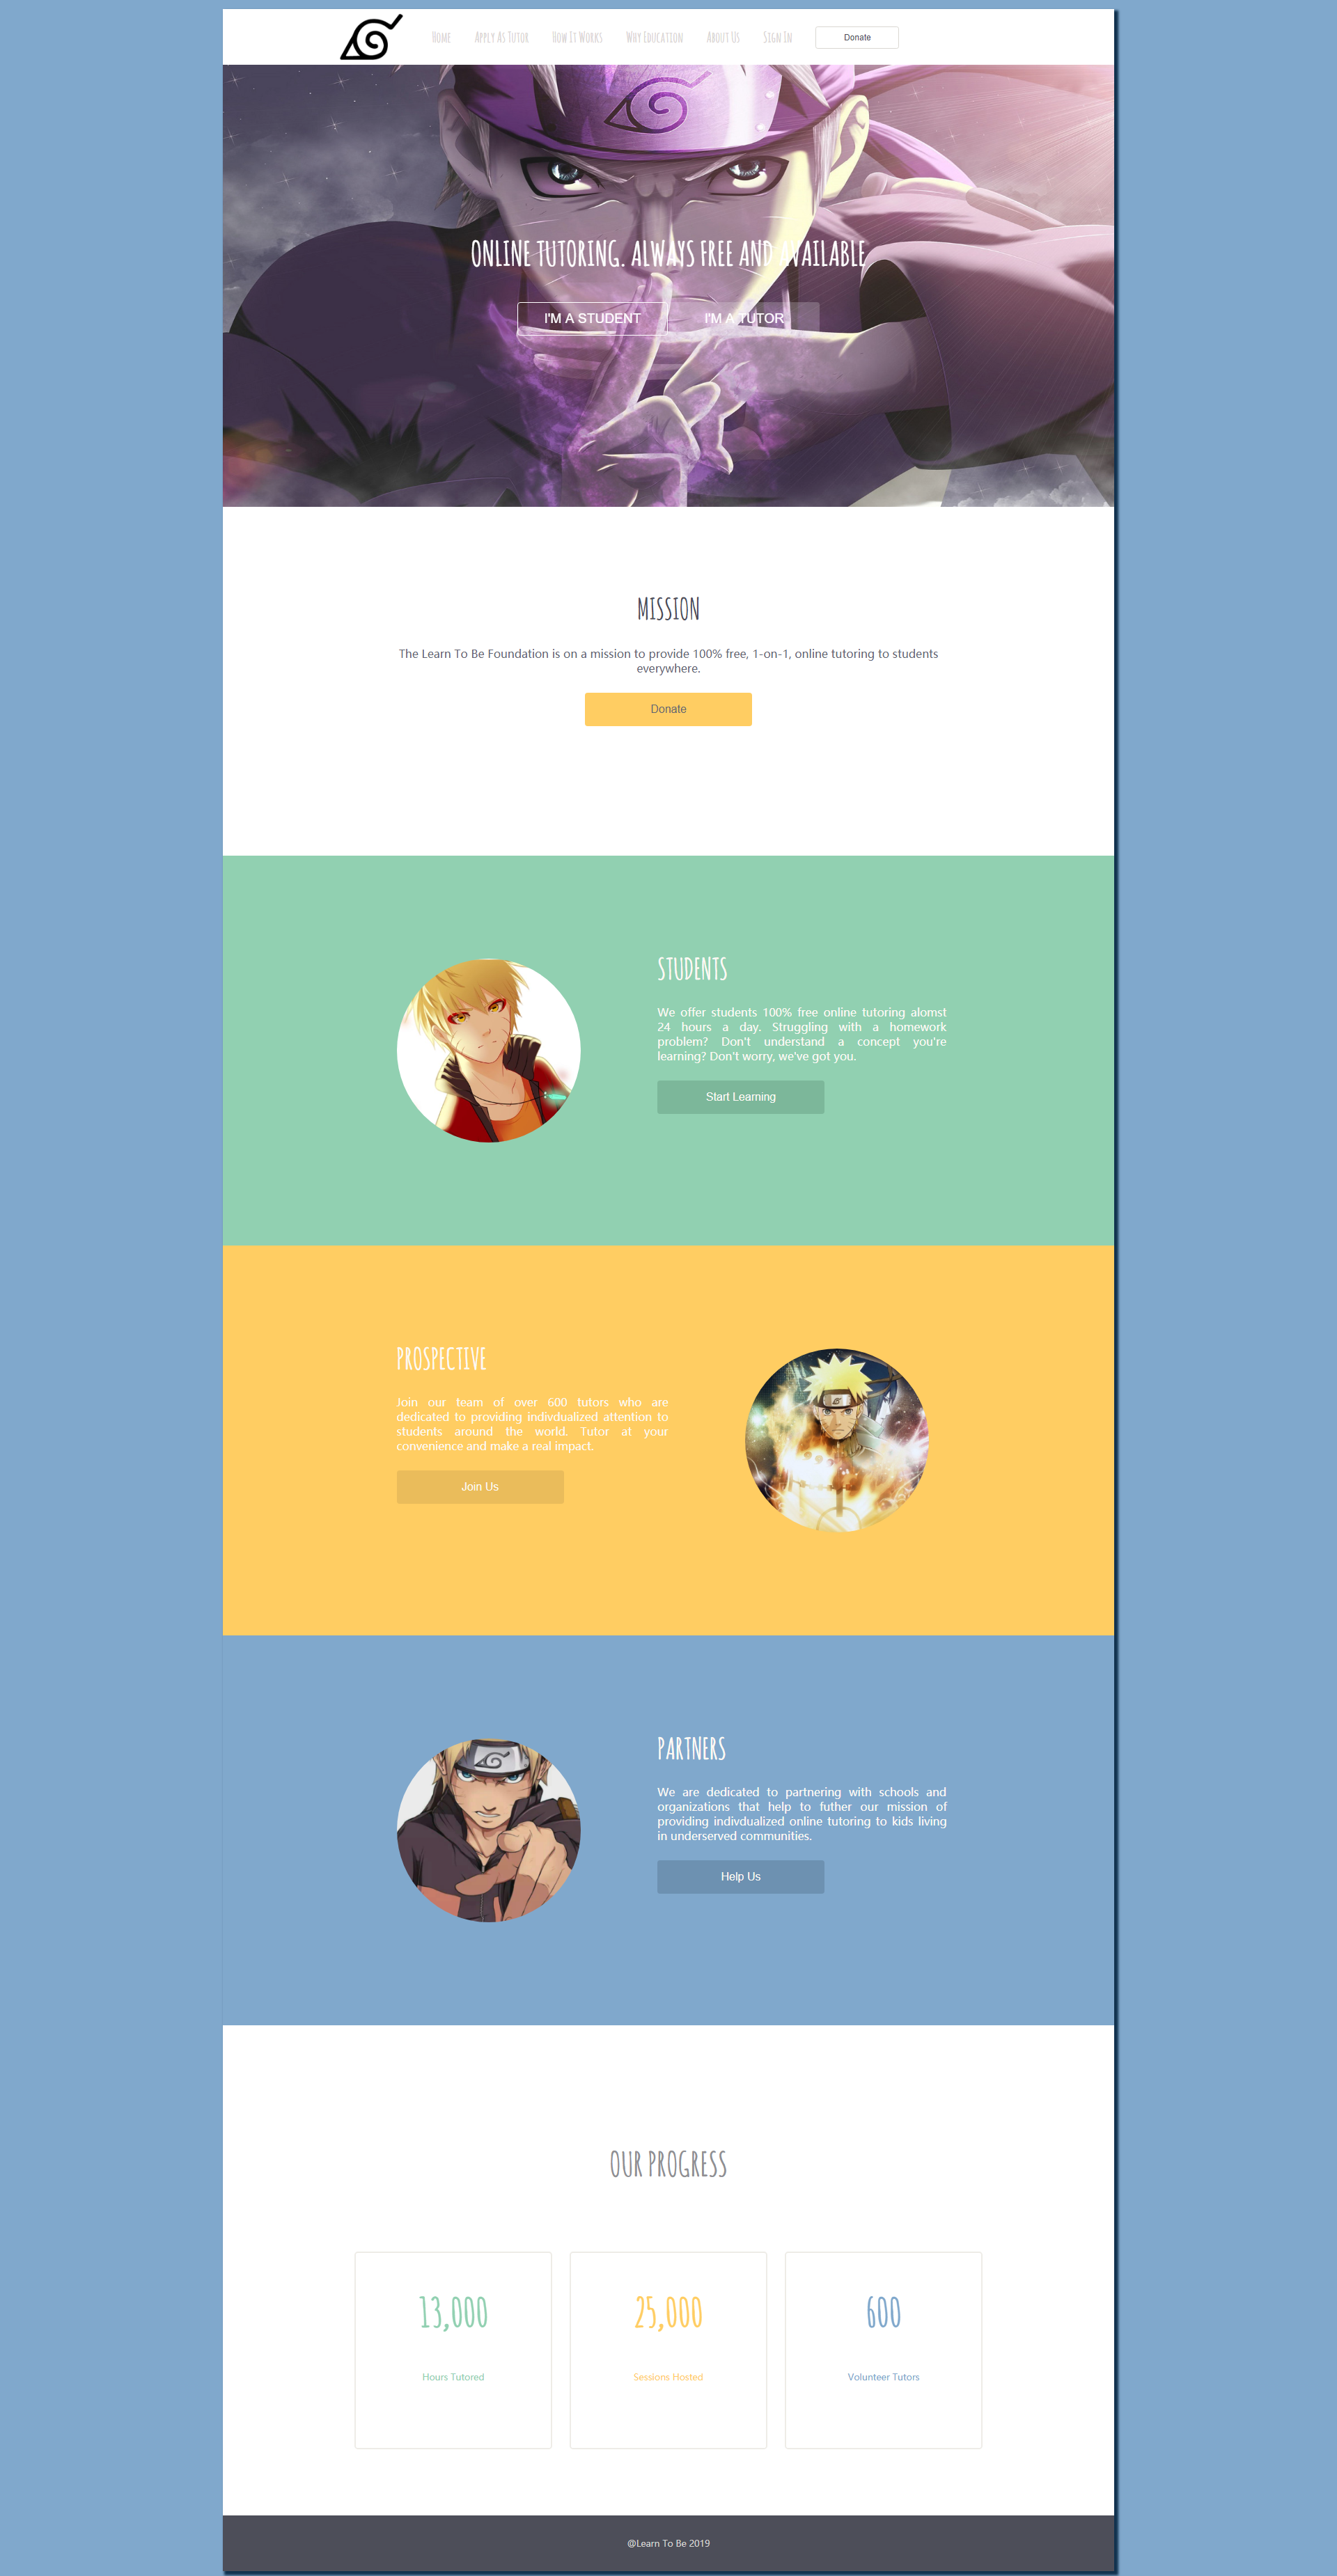 Home Apply As Tutor How It Works Why Education About Us Sign In Donate
ONLINE TUTORING. ALWAYS FREE AND AVAILABLE
I'M A STUDENT I'M A TUTOR
MISSION
The Learn To Be Foundation is on a mission to provide 100% free, 1-on-1, online tutoring to students
everywhere.
Donate
STUDENTS
We offer students 100% free online tutoring alomst
24 hours a day. Struggling with a homework
problem? Don't understand a concept you're
learning? Don't worry, we've got you.
Start Learning
PROSPECTIVE
Join our team of over 600 tutors who are
dedicated to providing indivdualized attention to
students around the world. Tutor at your
convenience and make a real impact.
Join Us
PARTNERS
We are dedicated to partnering with schools and
organizations that help to futher our mission of
providing indivdualized online tutoring to kids living
in underserved communities.
Help Us
OUR PROGRESS
13,000
Hours Tutored
25,000
Sessions Hosted
600
Volunteer Tutors
@Learn To Be 2019